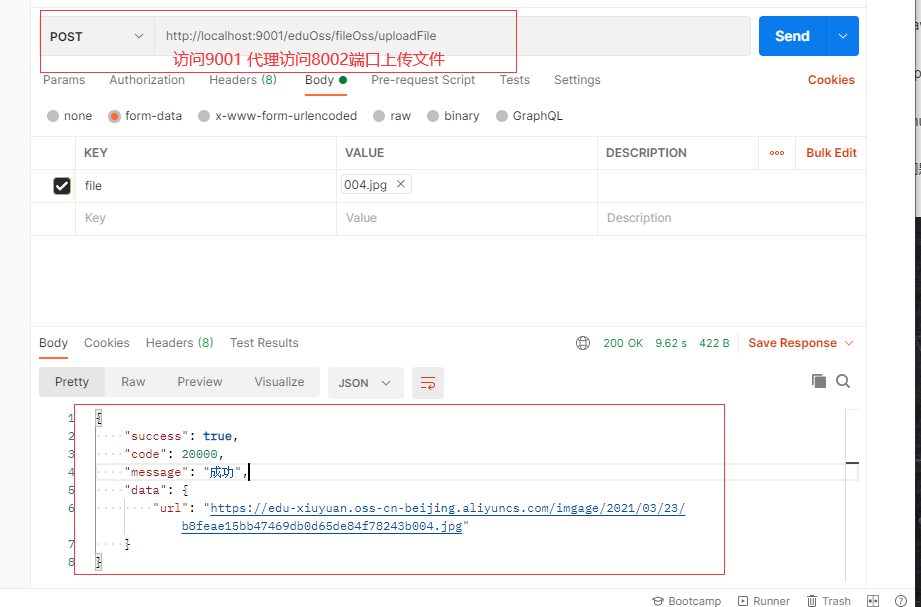 POST http://localhost:9001/eduOss/fileOss/uploadFile Send
访问9001 代理访问8002端口上传文件
Params Authorization Headers (8) Body Pre-request Script Tests Settings Cookies
none form-data x-www-form-urlencoded raw binary GraphQL
KEY VALUE DESCRIPTION Bulk Edit
file 004.jpg
Key Value Description
Body Cookies Headers (8) Test Results 200 OK 9.62 s 422 B Save Response
Pretty Raw Preview Visualize JSON
1 {
2 "success": true,
3 "code": 20000,
4 "message": "成功",
5 "data": {
6 "url": "https://edu-xiuyuan.oss-cn-beijing.aliyuncs.com/imgage/2021/03/23/
b8feae15bb47469db0d65de84f78243b004.jpg"
7 }
8 }
Bootcamp Runner Trash